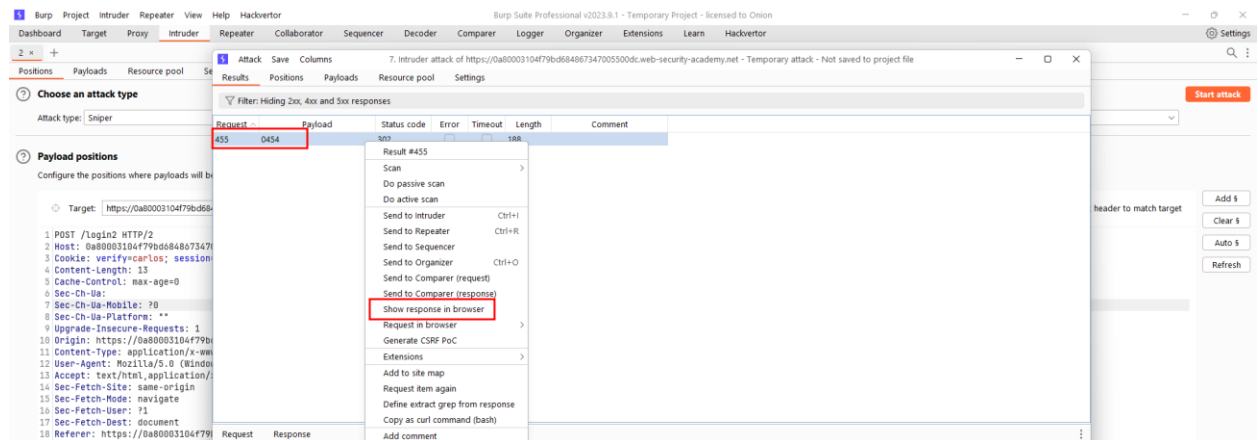 Burp Project Intruder Repeater View Help Hackvertor Burp Suite Professional v2023.9.1 - Temporary Project - licensed to Onion
Dashboard Target Proxy Intruder Repeater Collaborator Sequencer Decoder Comparer Logger Organizer Extensions Learn Hackvertor Settings
2 × +
Attack Save Columns 7. Intruder attack of https://0a80003104f79bd684867347005500dc.web-security-academy.net - Temporary attack - Not saved to project file
Positions Payloads Resource pool Se
Results Positions Payloads Resource pool Settings
Choose an attack type
Start attack
Filter: Hiding 2xx, 4xx and 5xx responses
Attack type: Sniper
Request Payload Status code Error Timeout Length Comment
455 0454 302 188
Result #455
Payload positions
Scan
Configure the positions where payloads will b
Do passive scan
Do active scan
Target: https://0a80003104f79bd684
header to match target
Add §
Send to Intruder Ctrl+I
Clear §
Send to Repeater Ctrl+R
Auto §
Send to Sequencer
Refresh
Send to Organizer Ctrl+O
Send to Comparer (request)
Send to Comparer (response)
Show response in browser
Request in browser
Generate CSRF PoC
Extensions
Add to site map
Request item again
Define extract grep from response
Copy as curl command (bash)
Add comment
1 POST /login2 HTTP/2
2 Host: 0a80003104f79bd6848673470
3 Cookie: verify=carlos; session=
4 Content-Length: 13
5 Cache-Control: max-age=0
6 Sec-Ch-Ua:
7 Sec-Ch-Ua-Mobile: ?0
8 Sec-Ch-Ua-Platform: ""
9 Upgrade-Insecure-Requests: 1
10 Origin: https://0a80003104f79b
11 Content-Type: application/x-ww
12 User-Agent: Mozilla/5.0 (Windo
13 Accept: text/html,application/
14 Sec-Fetch-Site: same-origin
15 Sec-Fetch-Mode: navigate
16 Sec-Fetch-User: ?1
17 Sec-Fetch-Dest: document
18 Referer: https://0a80003104f79
Request Response